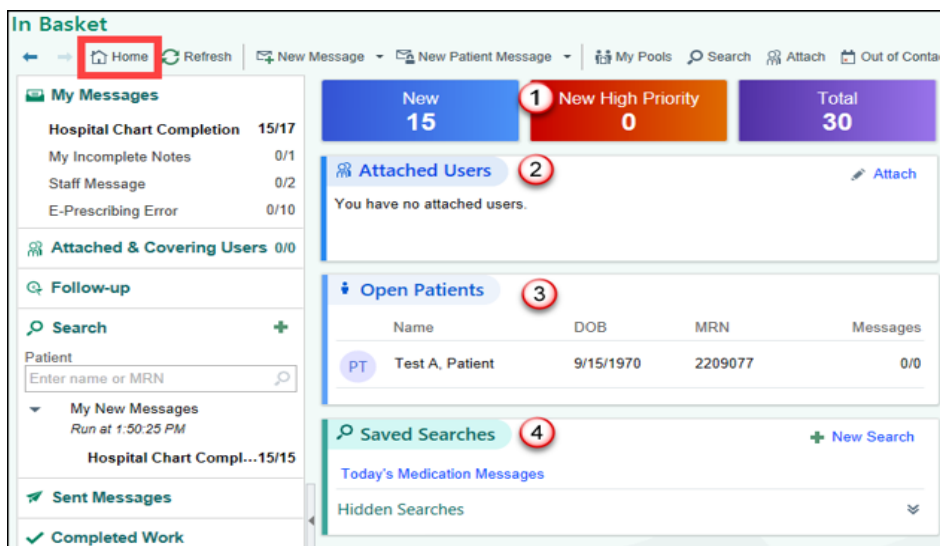 In Basket
Home Refresh New Message New Patient Message My Pools Search Attach Out of Conta
My Messages
Hospital Chart Completion 15/17
My Incomplete Notes 0/1
Staff Message 0/2
E-Prescribing Error 0/10
Attached & Covering Users 0/0
Follow-up
Search
Patient
Enter name or MRN
My New Messages
Run at 1:50:25 PM
Hospital Chart Compl...15/15
Sent Messages
Completed Work
New 1 New High Priority Total
15 0 30
Attached Users 2 Attach
You have no attached users.
Open Patients 3
Name DOB MRN Messages
PT Test A, Patient 9/15/1970 2209077 0/0
Saved Searches 4 New Search
Today's Medication Messages
Hidden Searches